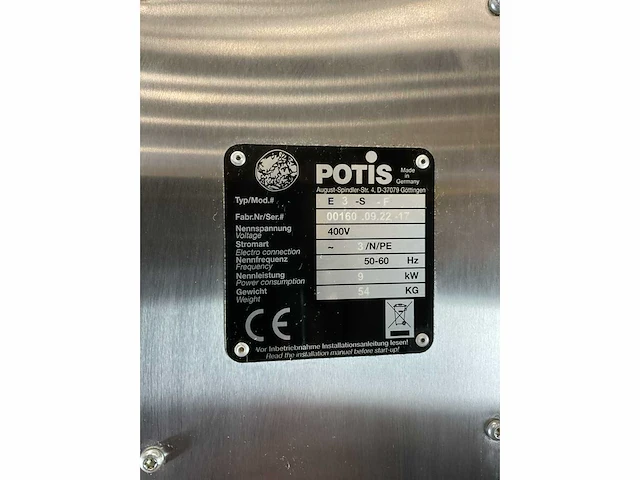 POTIS Made in Germany
August-Spindler-Str. 4, D-37079 Göttingen
Typ/Mod.# E 3 -S -F
Fabr.Nr/Ser.# 00160 .09.22 -17
Nennspannung
Voltage 400V
Stromart
Electro connection ~ 3 /N/PE
Nennfrequenz
Frequency 50-60 Hz
Nennleistung
Power consumption 9 kW
Gewicht
Weight 54 KG
CE
Vor Inbetriebnahme Installationsanleitung lesen!
Read the installation manuel before start-up!